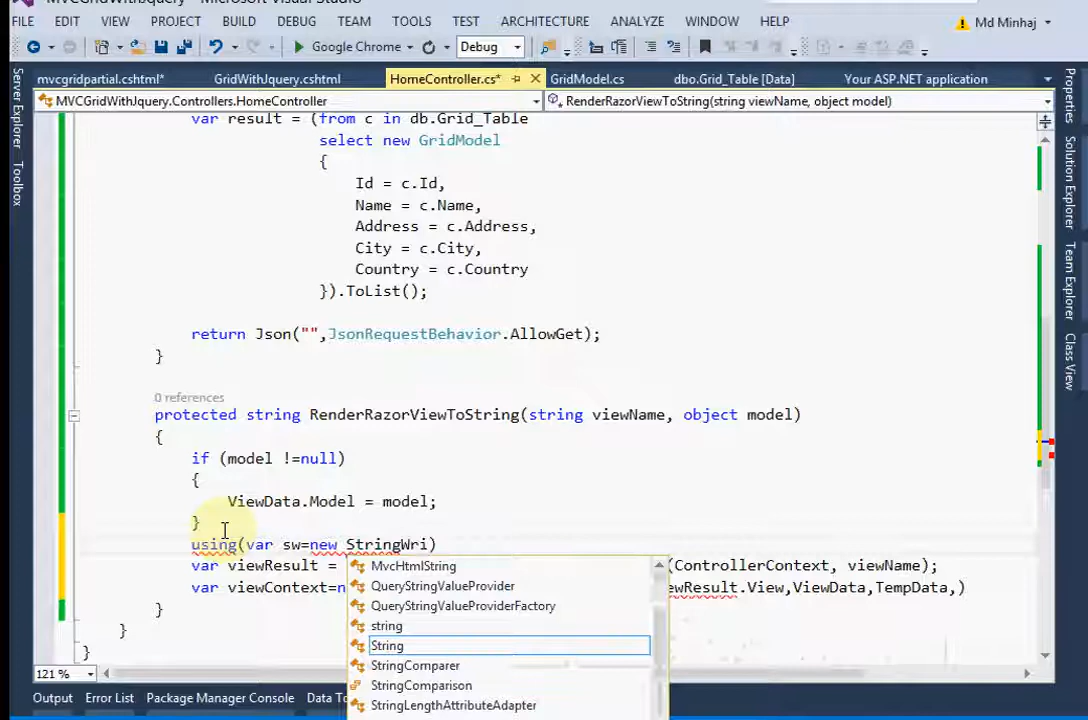 MVCGridWithJquery - Microsoft Visual Studio
FILE EDIT VIEW PROJECT BUILD DEBUG TEAM TOOLS TEST ARCHITECTURE ANALYZE WINDOW HELP Md Minhaj
Google Chrome Debug
mvcgridpartial.cshtml* GridWithJquery.cshtml HomeController.cs* GridModel.cs dbo.Grid_Table [Data] Your ASP.NET application
MVCGridWithJquery.Controllers.HomeController RenderRazorViewToString(string viewName, object model)
Server Explorer
Toolbox
Properties
Solution Explorer
Team Explorer
Class View
var result = (from c in db.Grid_Table
select new GridModel
{
Id = c.Id,
Name = c.Name,
Address = c.Address,
City = c.City,
Country = c.Country
}).ToList();
return Json("",JsonRequestBehavior.AllowGet);
}
0 references
protected string RenderRazorViewToString(string viewName, object model)
{
if (model !=null)
{
ViewData.Model = model;
}
using(var sw=new StringWri)
var viewResult = (ControllerContext, viewName);
var viewContext=n ewResult.View,ViewData,TempData,)
}
}
}
MvcHtmlString
QueryStringValueProvider
QueryStringValueProviderFactory
string
String
StringComparer
StringComparison
StringLengthAttributeAdapter
121 %
Output Error List Package Manager Console Data To